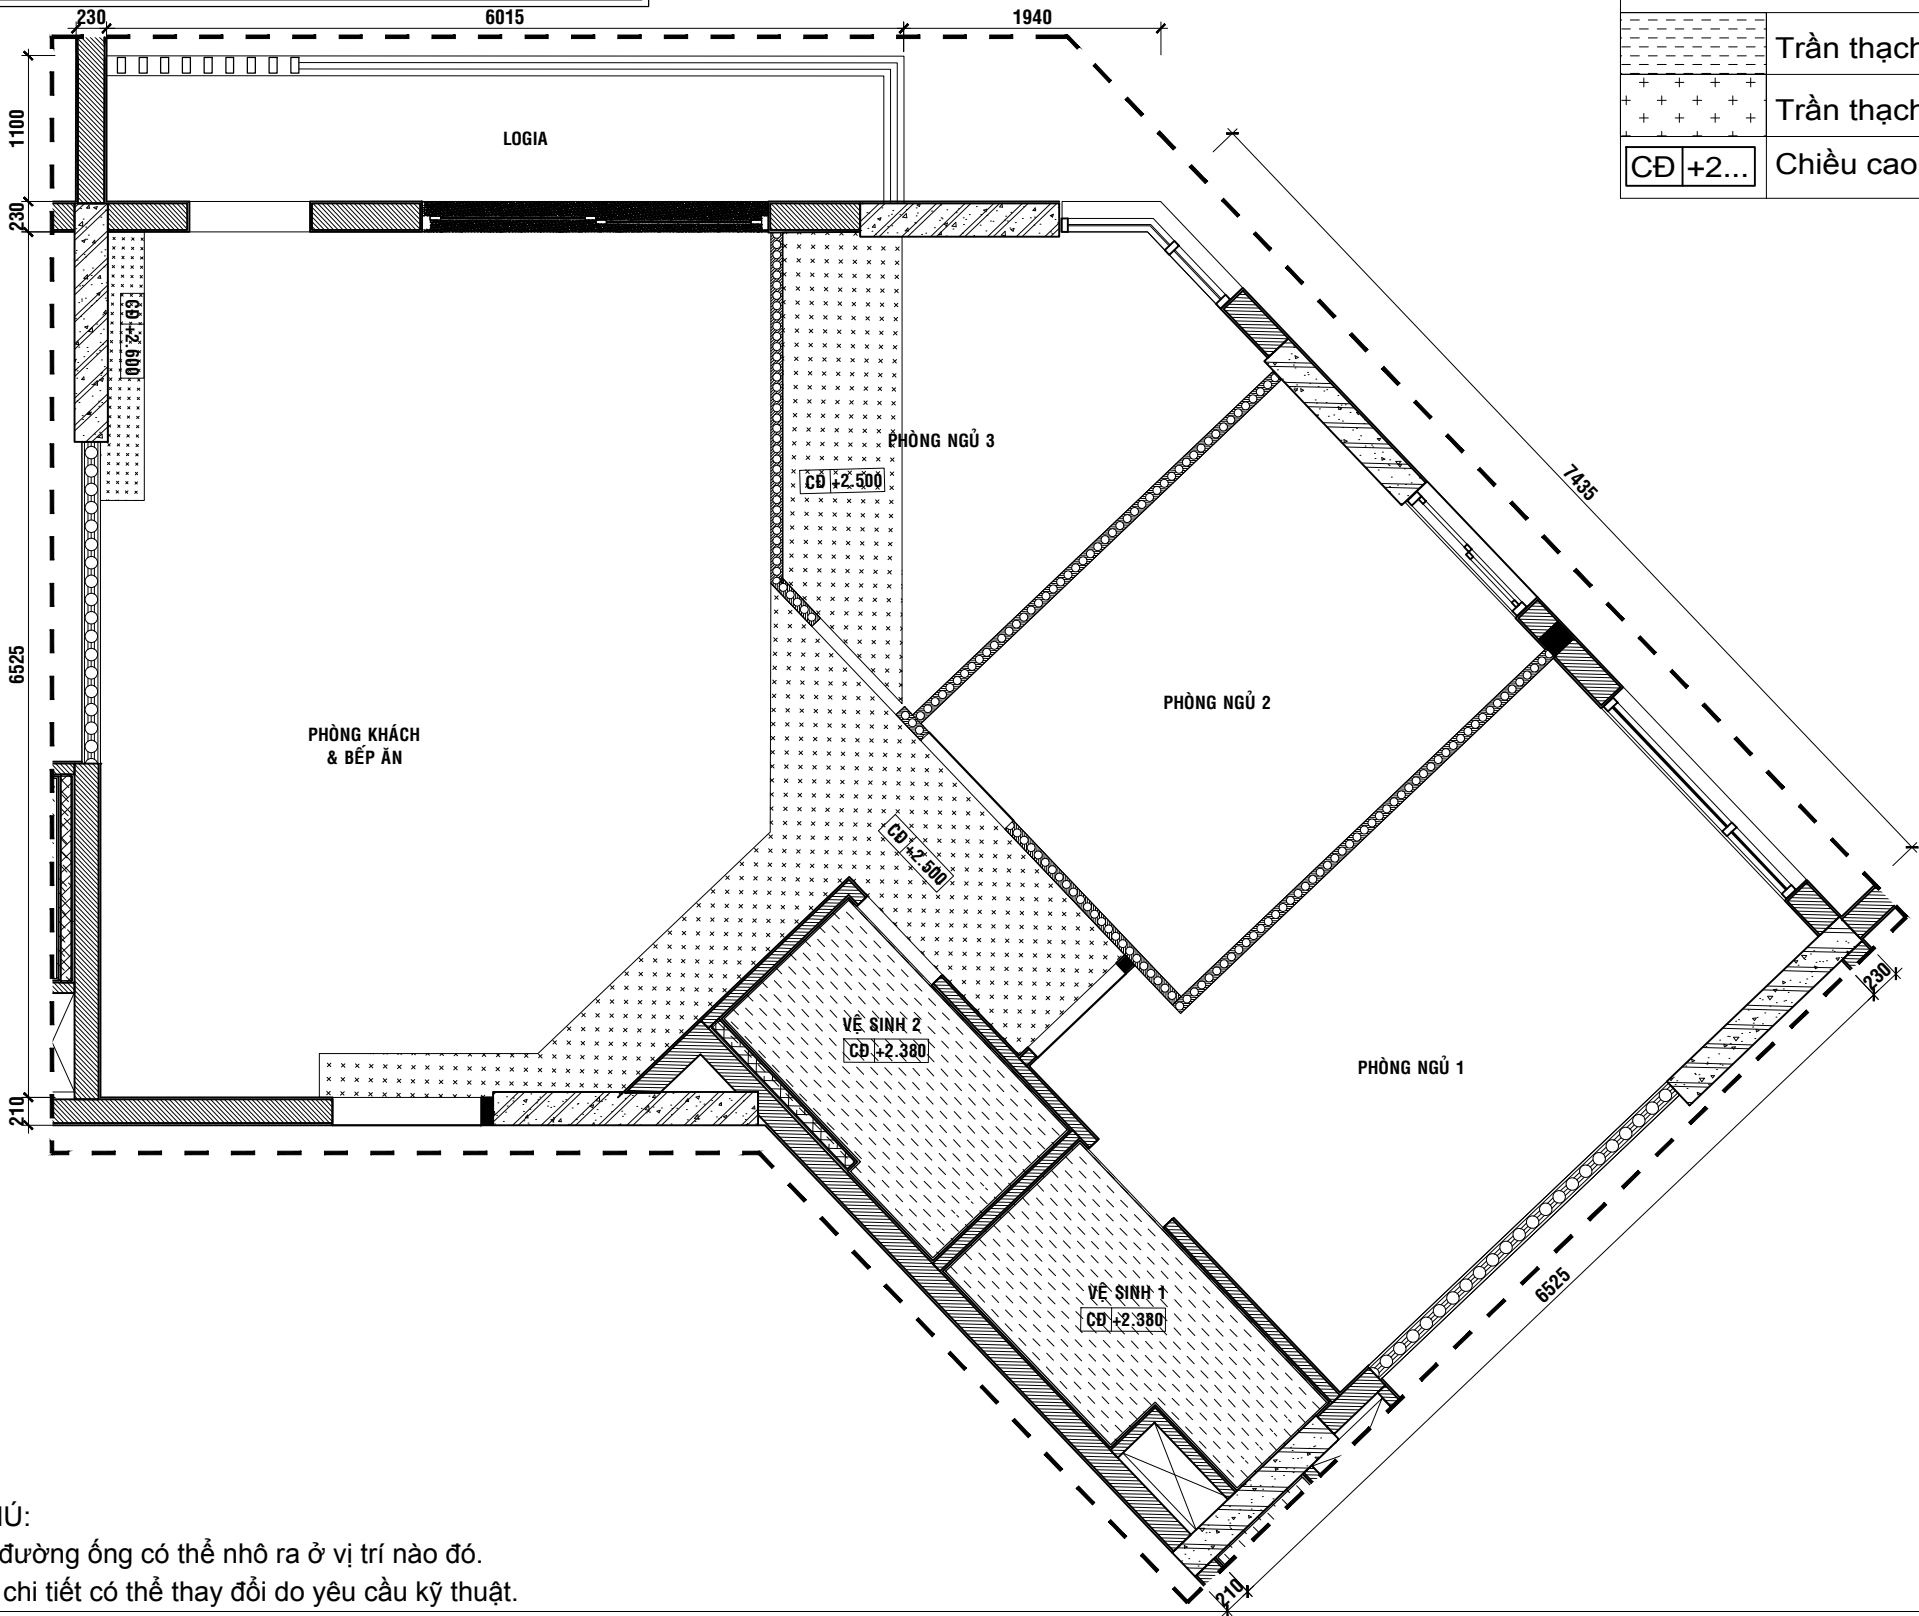 230
6015
1940
Trần thạch
Trần thạch
CĐ +2...
Chiều cao
1100
LOGIA
230
CĐ +2.600
PHÒNG NGỦ 3
CĐ +2.500
7435
6525
PHÒNG NGỦ 2
PHÒNG KHÁCH
& BẾP ĂN
CĐ +2.500
230
VỆ SINH 2
CĐ +2.380
PHÒNG NGỦ 1
210
6525
VỆ SINH 1
CĐ +2.380
210
HÚ:
đường ống có thể nhô ra ở vị trí nào đó.
chi tiết có thể thay đổi do yêu cầu kỹ thuật.